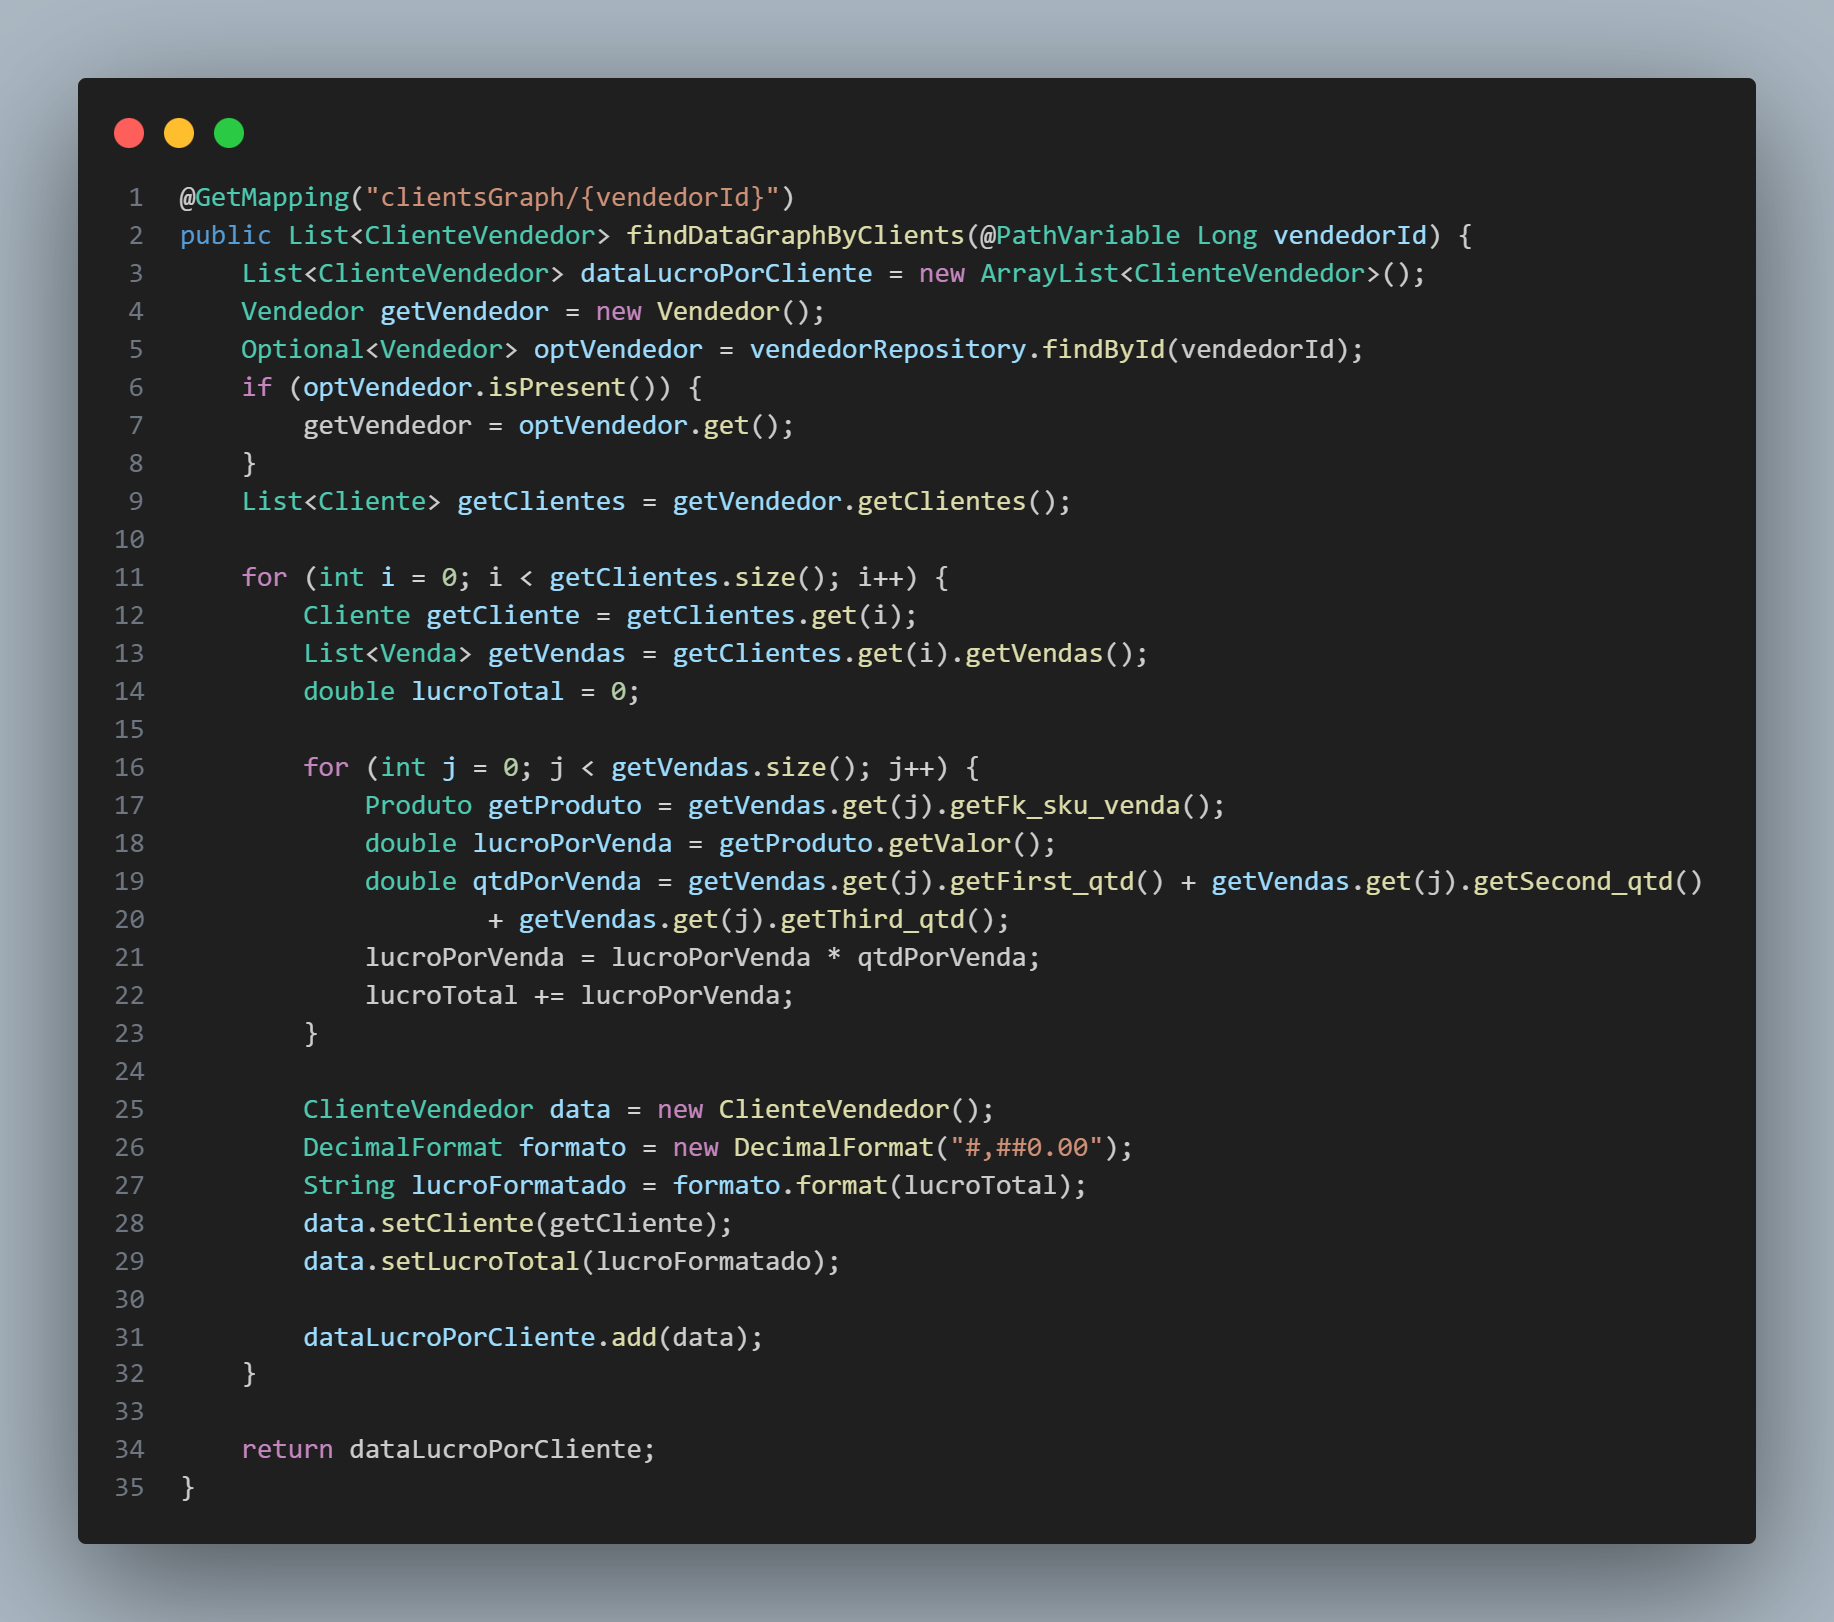 1 @GetMapping("clientsGraph/{vendedorId}")
2 public List<ClienteVendedor> findDataGraphByClients(@PathVariable Long vendedorId) {
3     List<ClienteVendedor> dataLucroPorCliente = new ArrayList<ClienteVendedor>();
4     Vendedor getVendedor = new Vendedor();
5     Optional<Vendedor> optVendedor = vendedorRepository.findById(vendedorId);
6     if (optVendedor.isPresent()) {
7         getVendedor = optVendedor.get();
8     }
9     List<Cliente> getClientes = getVendedor.getClientes();
10
11     for (int i = 0; i < getClientes.size(); i++) {
12         Cliente getCliente = getClientes.get(i);
13         List<Venda> getVendas = getClientes.get(i).getVendas();
14         double lucroTotal = 0;
15
16         for (int j = 0; j < getVendas.size(); j++) {
17             Produto getProduto = getVendas.get(j).getFk_sku_venda();
18             double lucroPorVenda = getProduto.getValor();
19             double qtdPorVenda = getVendas.get(j).getFirst_qtd() + getVendas.get(j).getSecond_qtd()
20                     + getVendas.get(j).getThird_qtd();
21             lucroPorVenda = lucroPorVenda * qtdPorVenda;
22             lucroTotal += lucroPorVenda;
23         }
24
25         ClienteVendedor data = new ClienteVendedor();
26         DecimalFormat formato = new DecimalFormat("#,##0.00");
27         String lucroFormatado = formato.format(lucroTotal);
28         data.setCliente(getCliente);
29         data.setLucroTotal(lucroFormatado);
30
31         dataLucroPorCliente.add(data);
32     }
33
34     return dataLucroPorCliente;
35 }